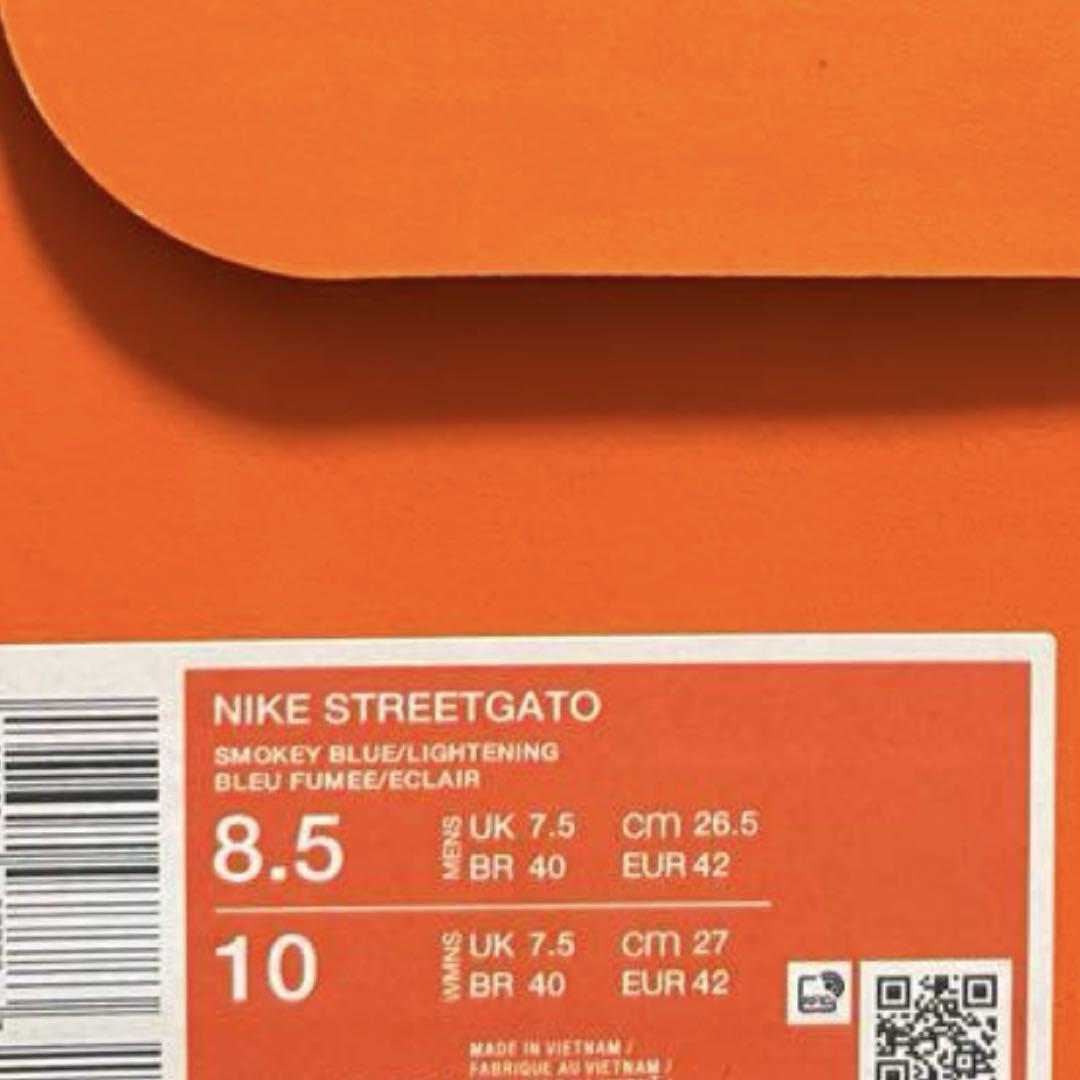 NIKE STREETGATO
SMOKEY BLUE/LIGHTENING
BLEU FUMEE/ECLAIR
8.5 MENS UK 7.5 cm 26.5
BR 40 EUR 42
10 WMNS UK 7.5 cm 27
BR 40 EUR 42
RFID
MADE IN VIETNAM /
FABRIQUE AU VIETNAM /